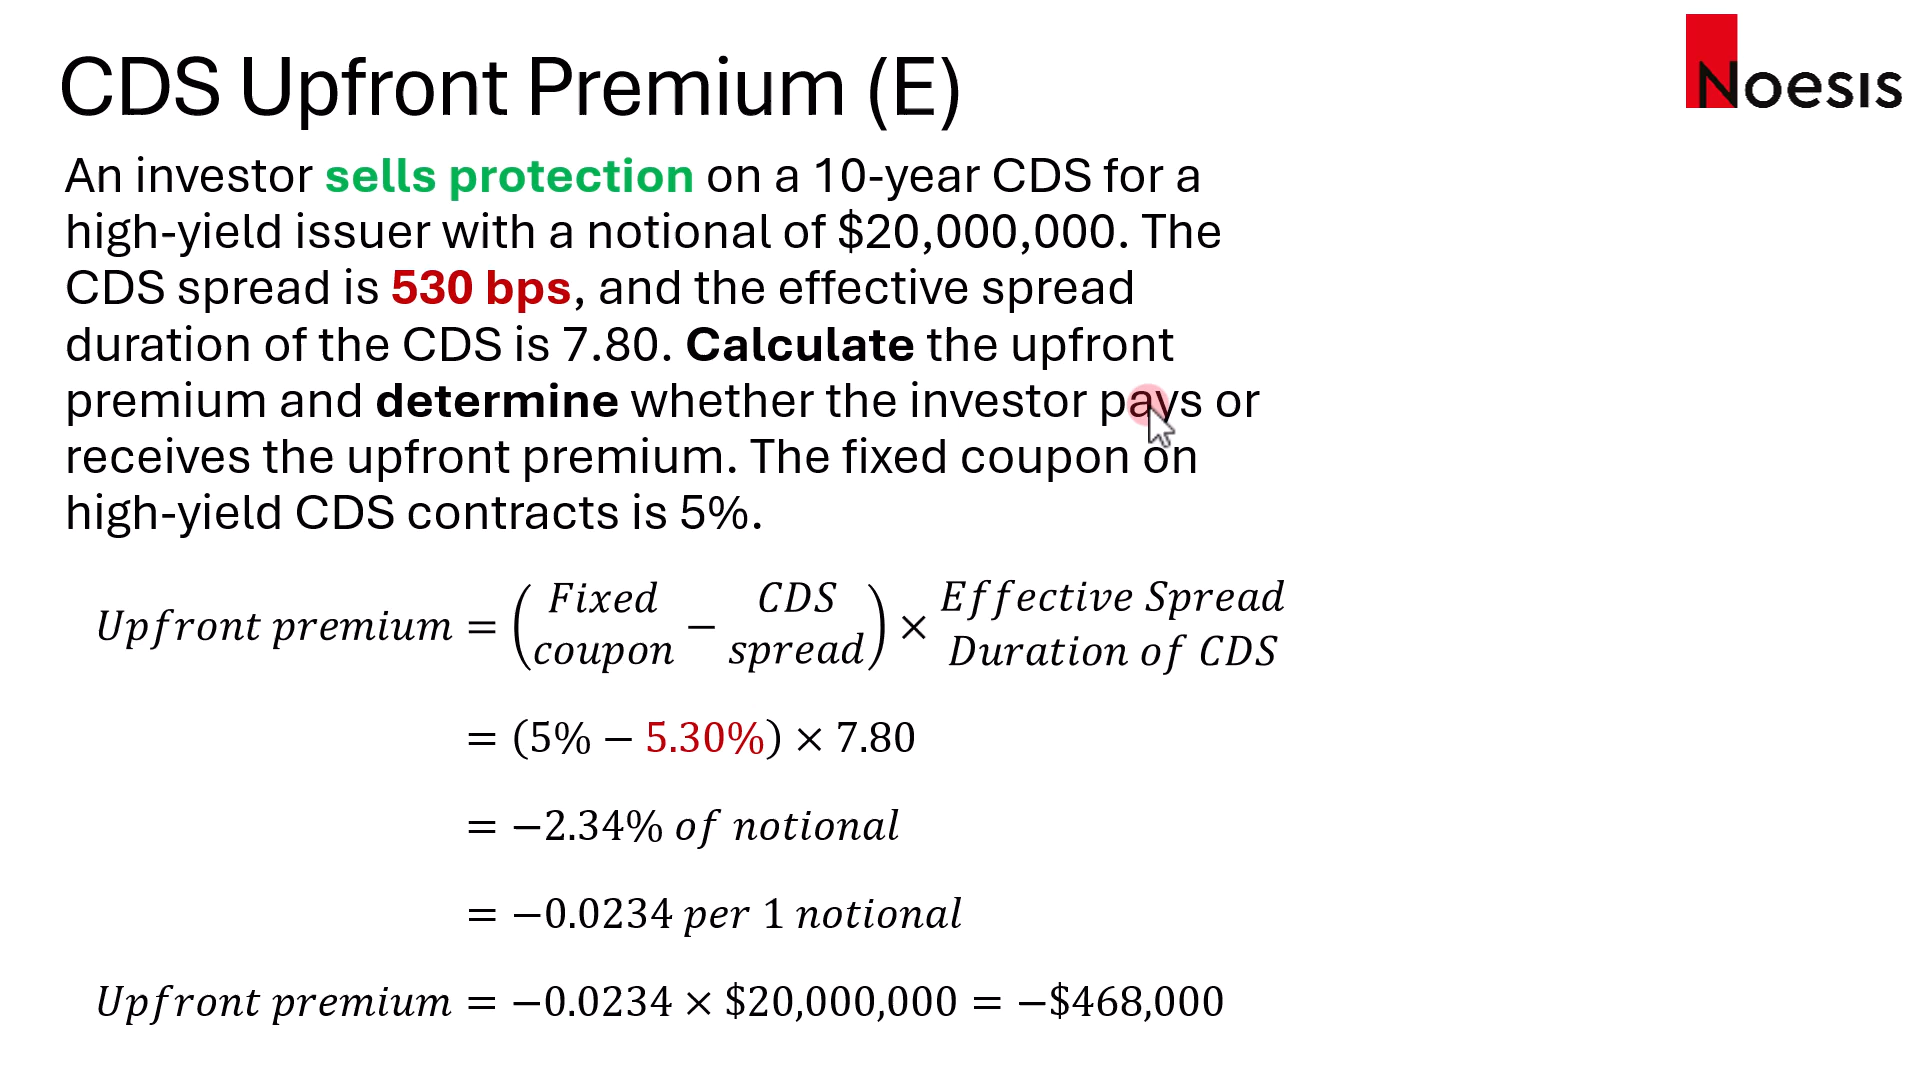 CDS Upfront Premium (E)
Noesis
An investor sells protection on a 10-year CDS for a
high-yield issuer with a notional of $20,000,000. The
CDS spread is 530 bps, and the effective spread
duration of the CDS is 7.80. Calculate the upfront
premium and determine whether the investor pays or
receives the upfront premium. The fixed coupon on
high-yield CDS contracts is 5%.
Upfront premium = (Fixed coupon − CDS spread) × Effective Spread Duration of CDS
= (5% − 5.30%) × 7.80
= −2.34% of notional
= −0.0234 per 1 notional
Upfront premium = −0.0234 × $20,000,000 = −$468,000